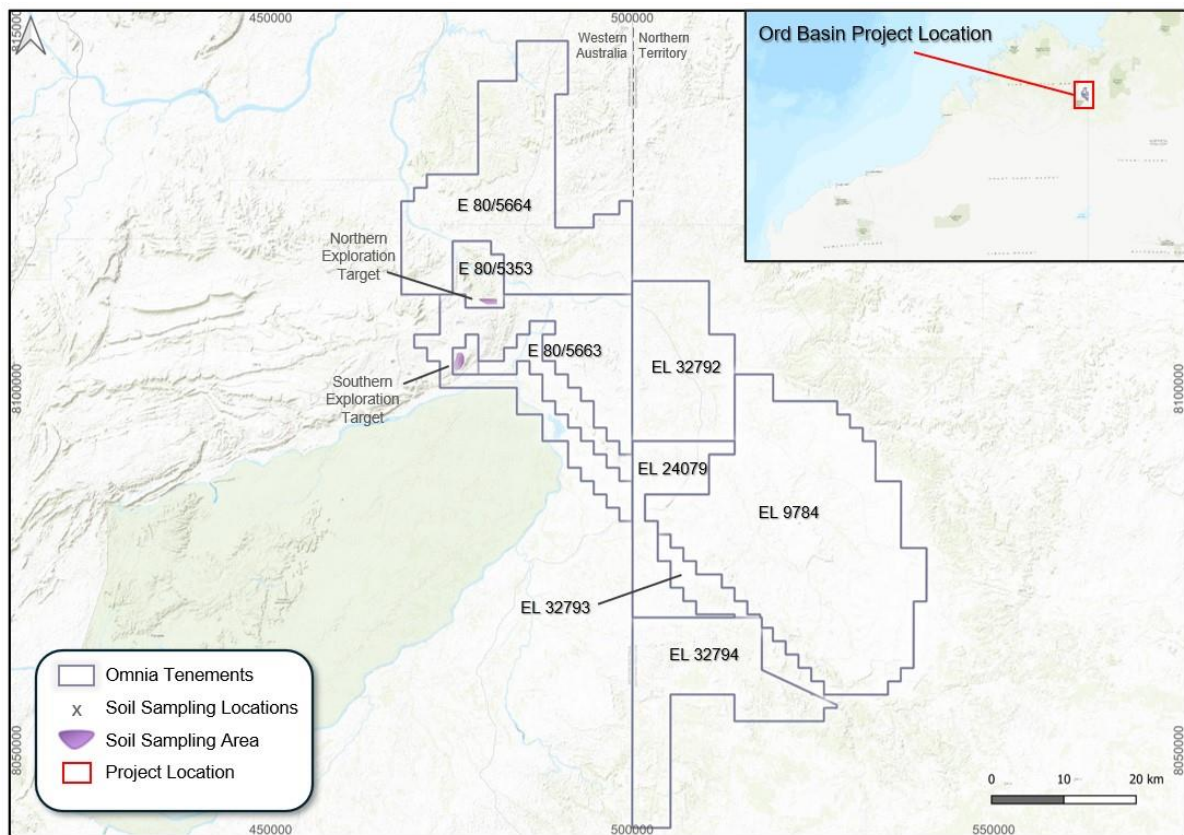 450000
500000
8150000
Western
Australia
Northern
Territory
Ord Basin Project Location
E 80/5664
Northern
Exploration
Target
E 80/5353
E 80/5663
Southern
Exploration
Target
EL 32792
8100000
8100000
EL 24079
EL 9784
EL 32793
EL 32794
Omnia Tenements
x Soil Sampling Locations
Soil Sampling Area
Project Location
8050000
8050000
0 10 20 km
450000
500000
550000